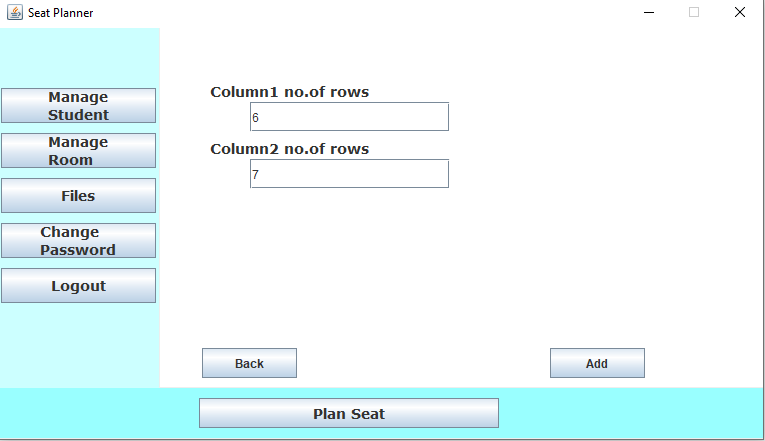 Seat Planner
Manage
Student
Manage
Room
Files
Change
Password
Logout
Column1 no.of rows
6
Column2 no.of rows
7
Back
Add
Plan Seat